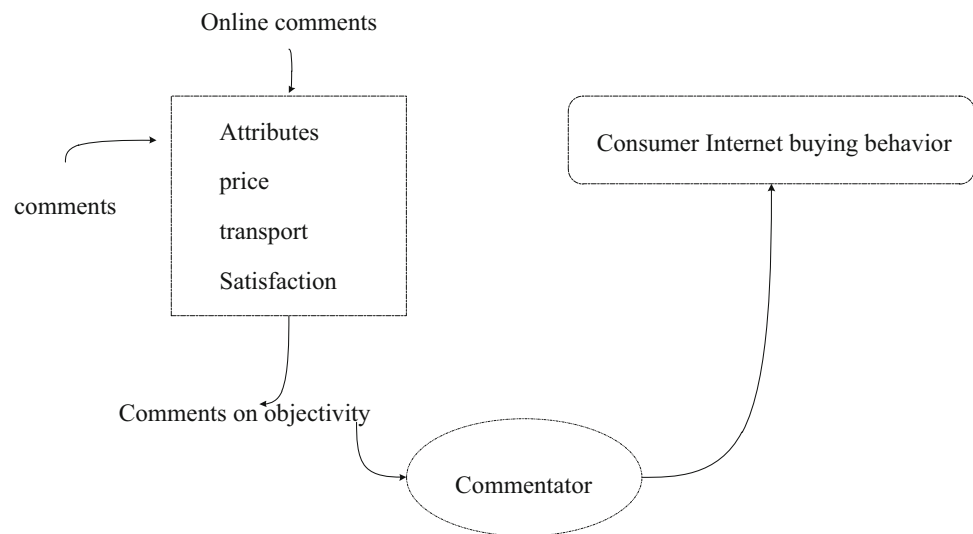 Online comments
Attributes
Consumer Internet buying behavior
price
comments
transport
Satisfaction
Comments on objectivity
Commentator